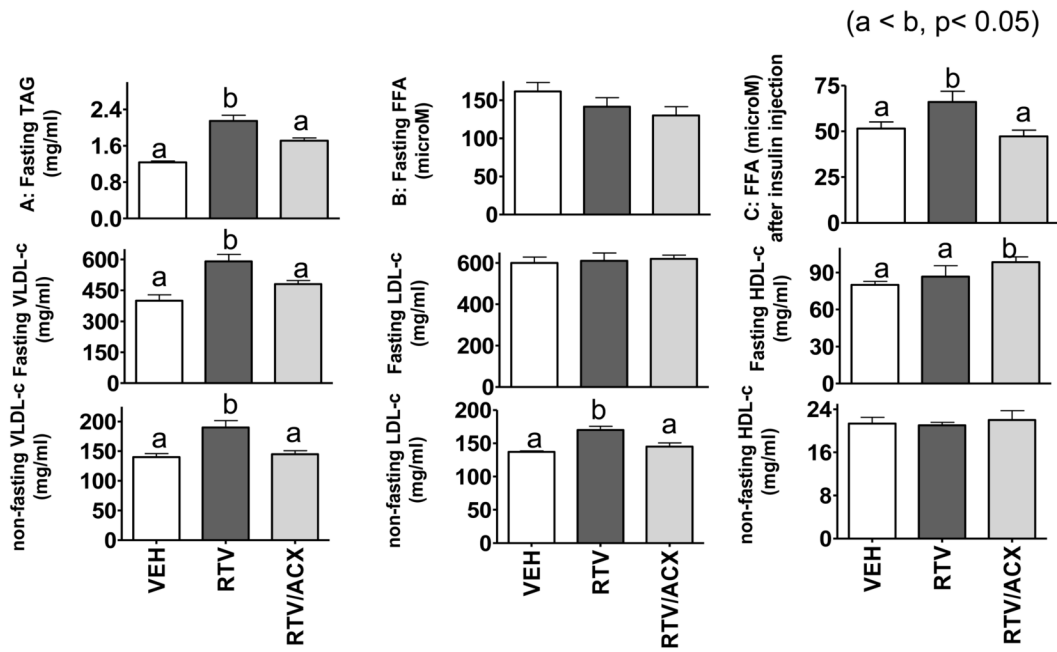 (a < b, p< 0.05)
A: Fasting TAG
(mg/ml)
2.4
1.8
1.2
0.0
a
b
a
B: Fasting FFA
(microM)
150
100
50
0
C: FFA (microM)
after insulin injection
75
50
25
0
a
b
a
Fasting VLDL-c
(mg/ml)
600
450
300
150
0
a
b
a
Fasting LDL-c
(mg/ml)
600
400
600
0
Fasting HDL-c
(mg/ml)
90
60
30
0
a
a
b
non-fasting VLDL-c
(mg/ml)
200
150
100
50
0
a
b
a
VEH
RTV
RTV/ACX
non-fasting LDL-c
(mg/ml)
200
150
100
50
0
a
b
a
VEH
RTV
RTV/ACX
non-fasting HDL-c
(mg/ml)
24
16
8
0
VEH
RTV
RTV/ACX